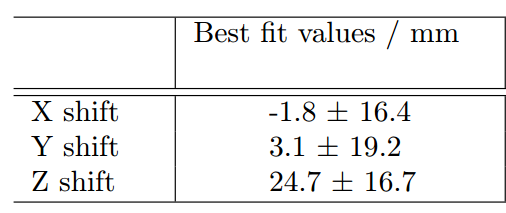 Best fit values / mm
X shift -1.8 ± 16.4
Y shift 3.1 ± 19.2
Z shift 24.7 ± 16.7